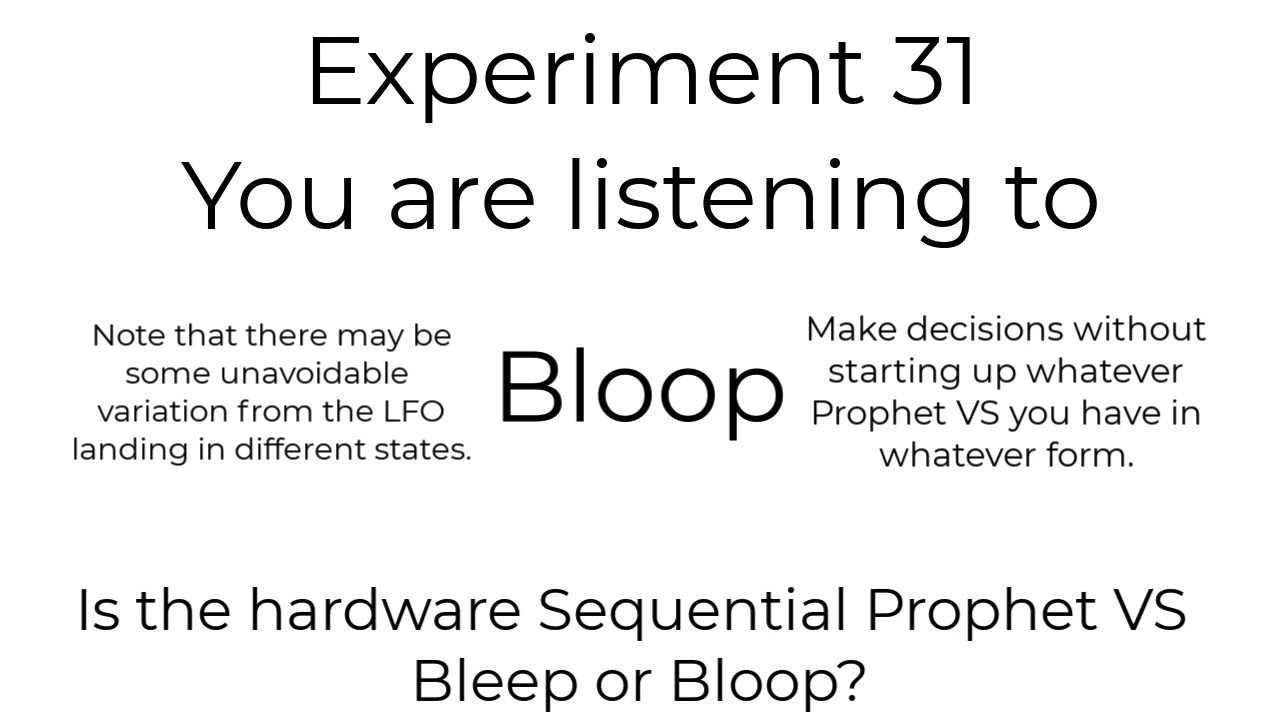 Experiment 31
You are listening to
Note that there may be
some unavoidable
variation from the LFO
landing in different states.
Bloop
Make decisions without
starting up whatever
Prophet VS you have in
whatever form.
Is the hardware Sequential Prophet VS
Bleep or Bloop?